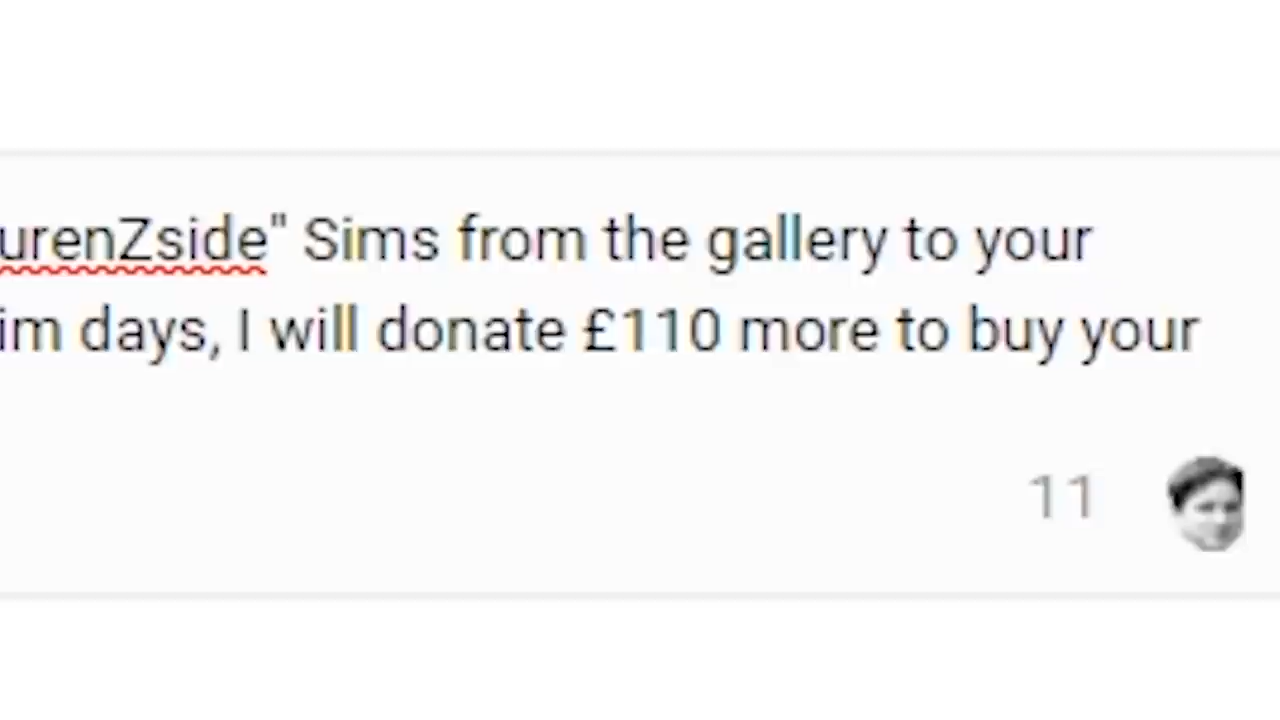 urenZside" Sims from the gallery to your
im days, I will donate £110 more to buy your
11